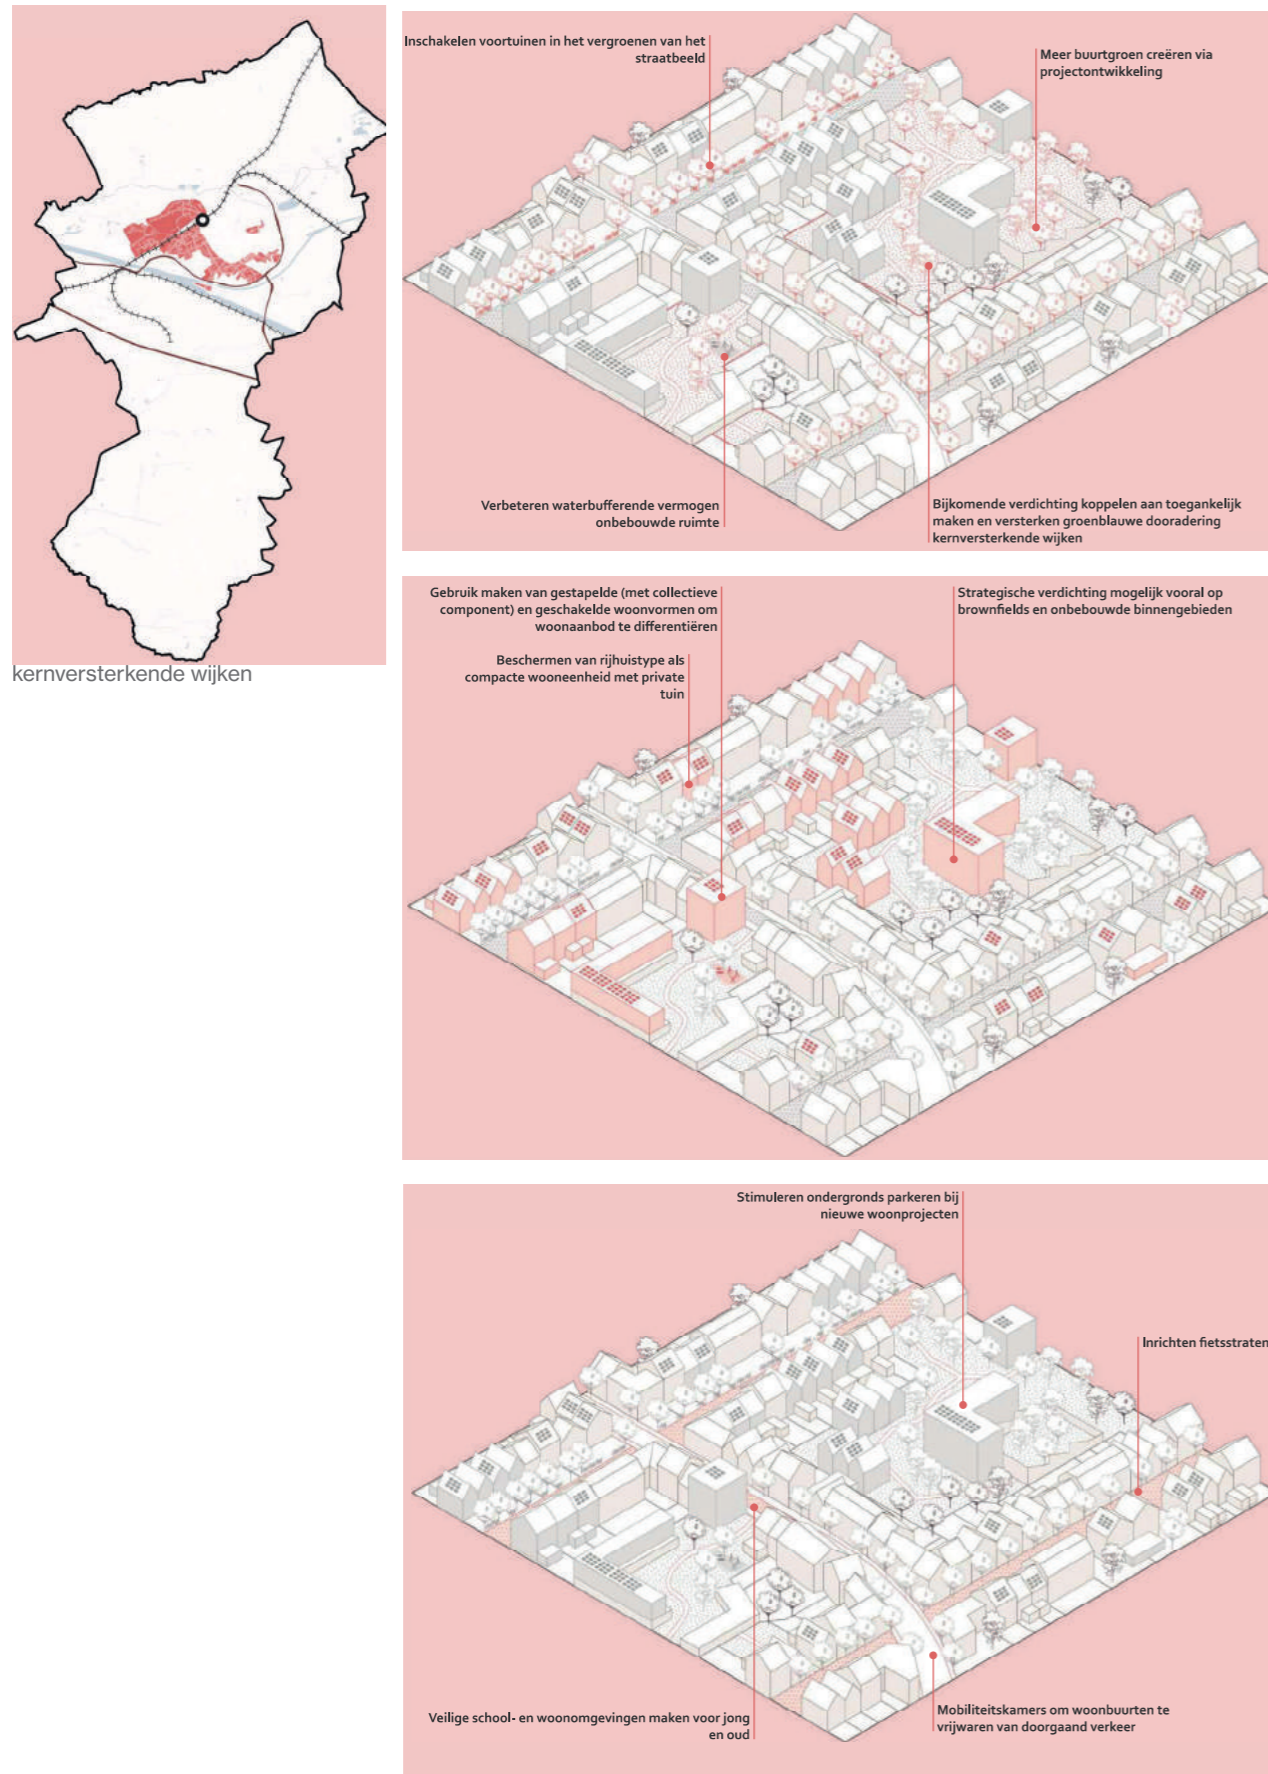 kernversterkende wijken
Inschakelen voortuinen in het vergroenen van het
straatbeeld
Meer buurtgroen creëren via
projectontwikkeling
Verbeteren waterbufferende vermogen
onbebouwde ruimte
Bijkomende verdichting koppelen aan toegankelijk
maken en versterken groenblauwe dooradering
kernversterkende wijken
Gebruik maken van gestapelde (met collectieve
component) en geschakelde woonvormen om
woonaanbod te differentiëren
Beschermen van rijhuistype als
compacte wooneenheid met private
tuin
Strategische verdichting mogelijk vooral op
brownfields en onbebouwde binnengebieden
Stimuleren ondergronds parkeren bij
nieuwe woonprojecten
Inrichten fietsstraten
Veilige school- en woonomgevingen maken voor jong
en oud
Mobiliteitskamers om woonbuurten te
vrijwaren van doorgaand verkeer